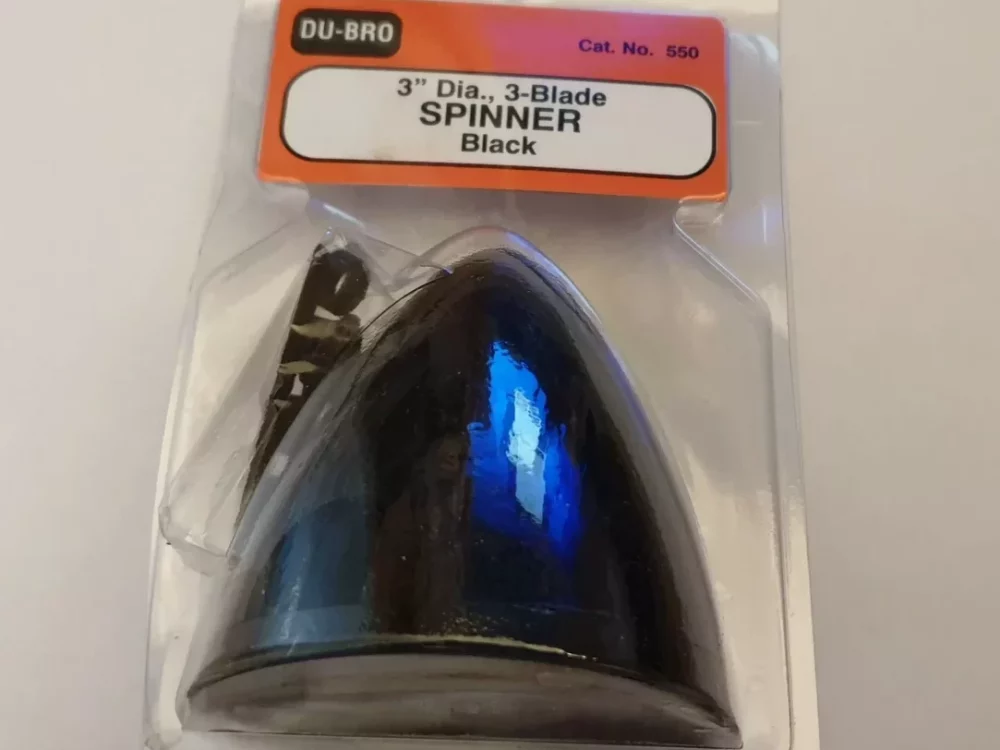 DU-BRO
Cat. No. 550
3” Dia., 3-Blade
SPINNER
Black